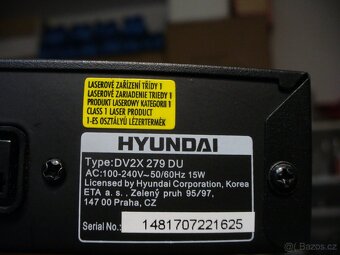 LASEROVÉ ZAŘÍZENÍ TŘÍDY 1
LASEROVÉ ZARIADENIE TRIEDY 1
PRODUKT LASEROWY KATEGORII 1
CLASS 1 LASER PRODUCT
1-ES OSZTÁLYÚ LÉZERTERMÉK
HYUNDAI
Type:DV2X 279 DU
AC:100-240V~50/60Hz 15W
Licensed by Hyundai Corporation, Korea
ETA a. s., Zelený pruh 95/97,
147 00 Praha, CZ
Serial No.: 1481707221625
Bazos.cz